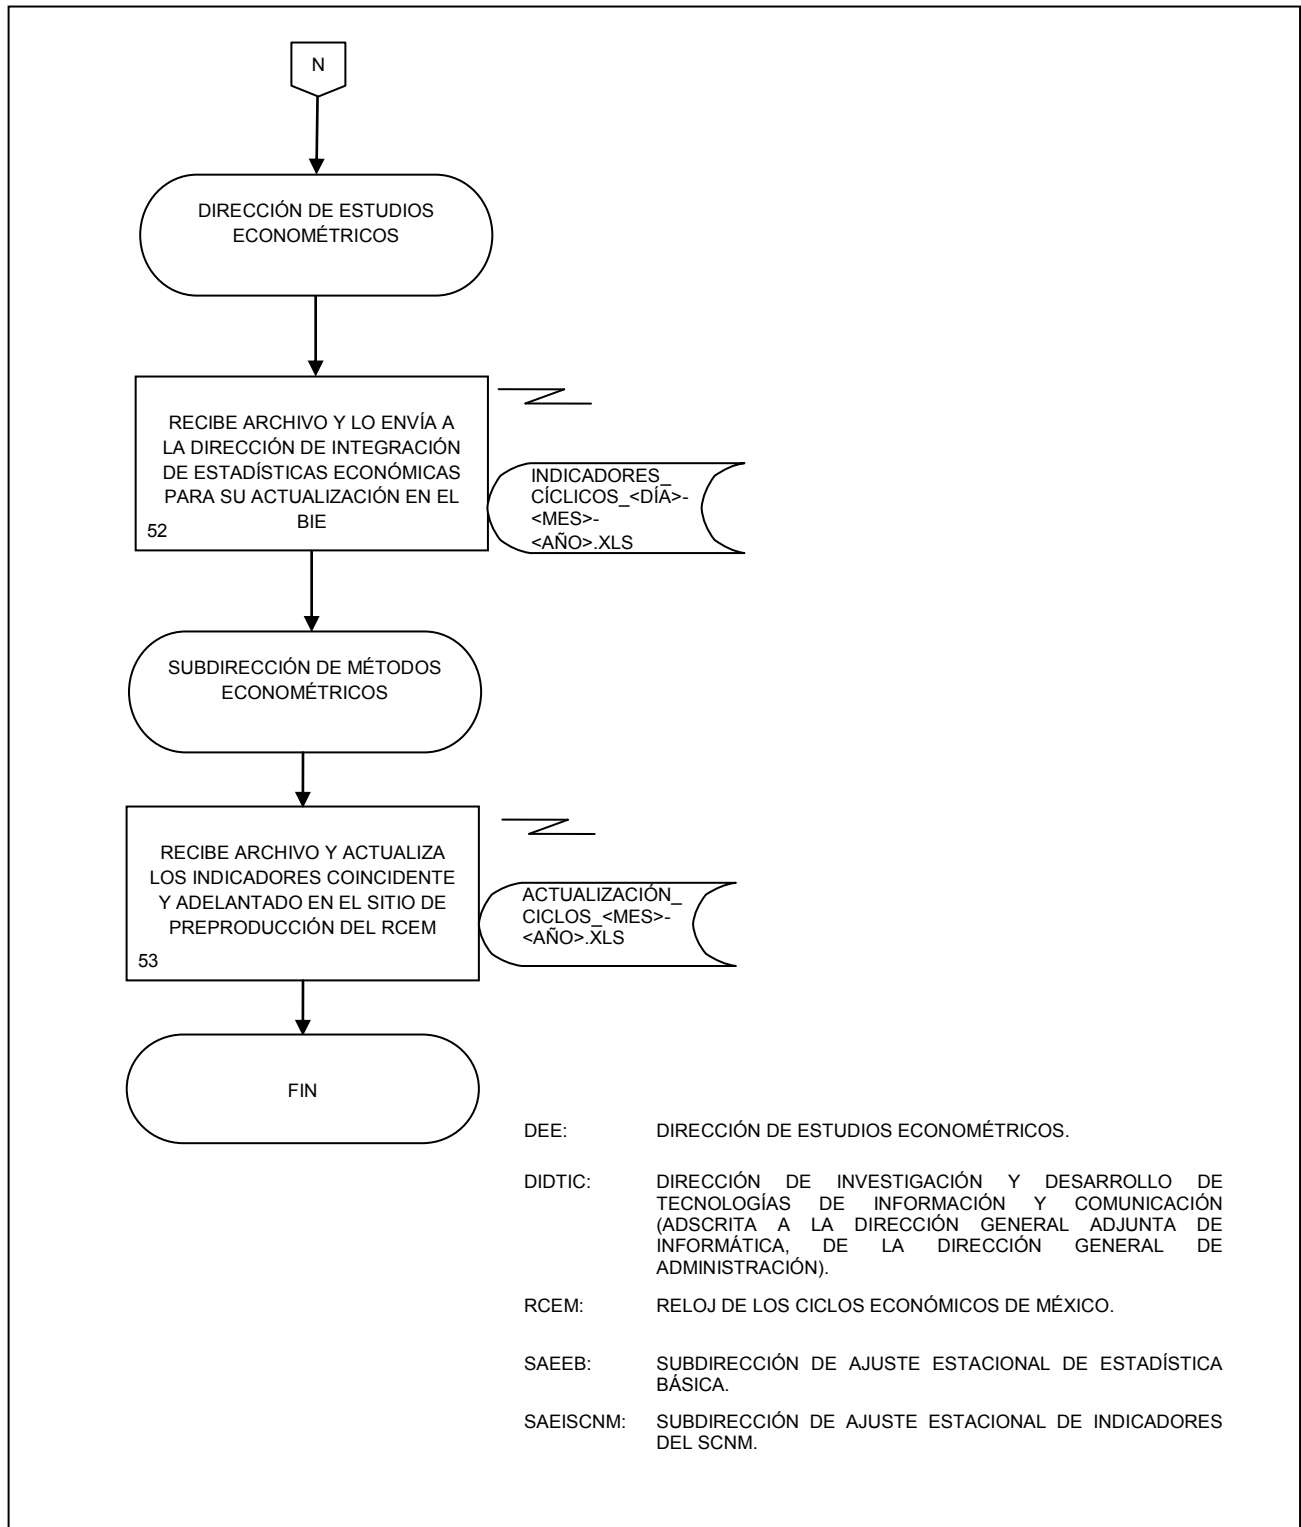 N
DIRECCIÓN DE ESTUDIOS
ECONOMÉTRICOS
RECIBE ARCHIVO Y LO ENVÍA A
LA DIRECCIÓN DE INTEGRACIÓN
DE ESTADÍSTICAS ECONÓMICAS
PARA SU ACTUALIZACIÓN EN EL
BIE
52
INDICADORES_
CÍCLICOS_<DÍA>-
<MES>-
<AÑO>.XLS
SUBDIRECCIÓN DE MÉTODOS
ECONOMÉTRICOS
RECIBE ARCHIVO Y ACTUALIZA
LOS INDICADORES COINCIDENTE
Y ADELANTADO EN EL SITIO DE
PREPRODUCCIÓN DEL RCEM
53
ACTUALIZACIÓN_
CICLOS_<MES>-
<AÑO>.XLS
FIN
DEE: DIRECCIÓN DE ESTUDIOS ECONOMÉTRICOS.
DIDTIC: DIRECCIÓN DE INVESTIGACIÓN Y DESARROLLO DE
TECNOLOGÍAS DE INFORMACIÓN Y COMUNICACIÓN
(ADSCRITA A LA DIRECCIÓN GENERAL ADJUNTA DE
INFORMÁTICA, DE LA DIRECCIÓN GENERAL DE
ADMINISTRACIÓN).
RCEM: RELOJ DE LOS CICLOS ECONÓMICOS DE MÉXICO.
SAEEB: SUBDIRECCIÓN DE AJUSTE ESTACIONAL DE ESTADÍSTICA
BÁSICA.
SAEISCNM: SUBDIRECCIÓN DE AJUSTE ESTACIONAL DE INDICADORES
DEL SCNM.